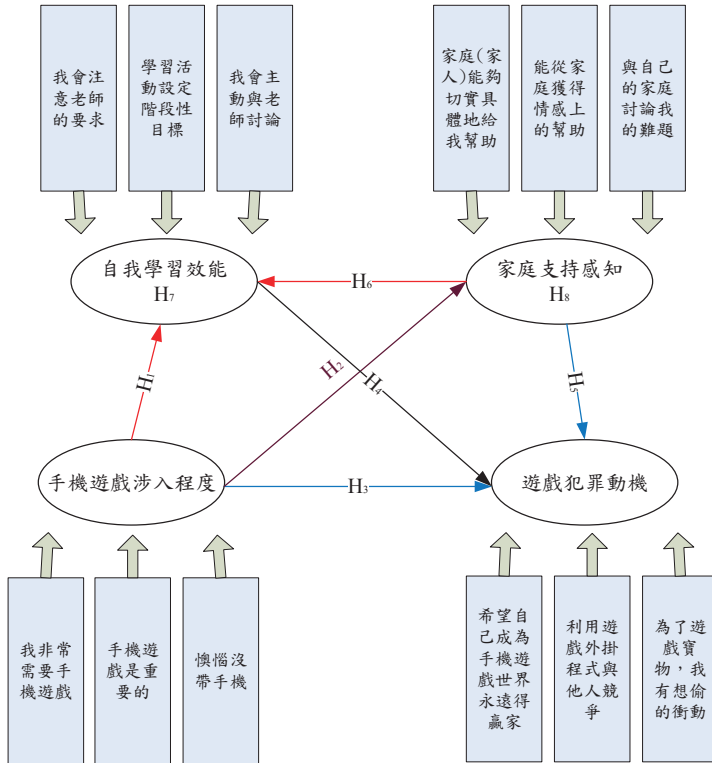 我會注
意老師
的要求
學習活
動設定
階段性
目標
我會主
動與老
師討論
家庭(家
人)能夠
切實具
體地給
我幫助
能從家
庭獲得
情感上
的幫助
與自己
的家庭
討論我
的難題
自我學習效能
H7
H6
家庭支持感知
H8
H1
H2
H4
H5
手機遊戲涉入程度
H3
遊戲犯罪動機
我非常
需要手
機遊戲
手機遊
戲是重
要的
懊惱沒
帶手機
希望自
己成為
手機遊
戲世界
永遠得
贏家
利用遊
戲外掛
程式與
他人競
爭
為了遊
戲寶
物，我
有想偷
的衝動